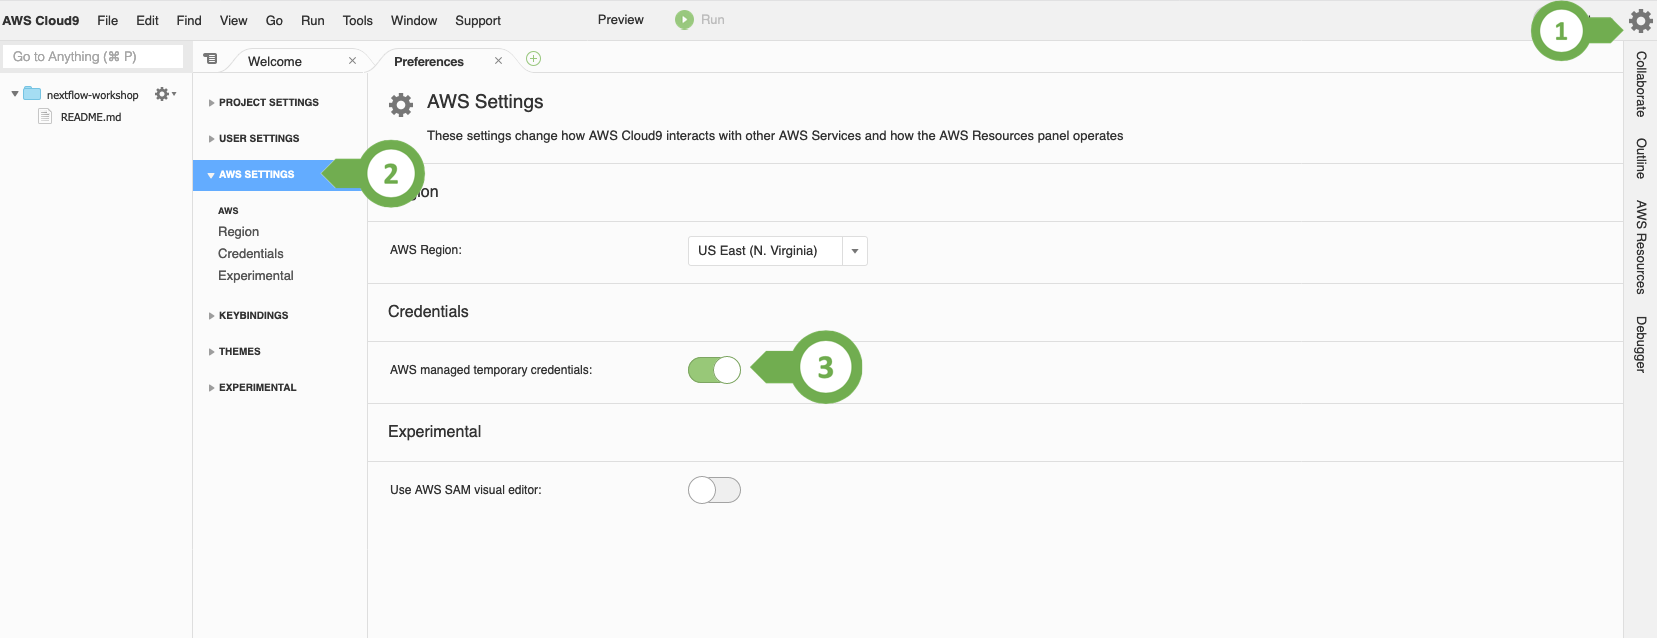 AWS Cloud9 File Edit Find View Go Run Tools Window Support Preview Run
1
Go to Anything (⌘ P)
Welcome
Preferences
nextflow-workshop
README.md
PROJECT SETTINGS
USER SETTINGS
AWS SETTINGS
2
AWS
Region
Credentials
Experimental
KEYBINDINGS
THEMES
EXPERIMENTAL
AWS Settings
These settings change how AWS Cloud9 interacts with other AWS Services and how the AWS Resources panel operates
AWS Region:
US East (N. Virginia)
Credentials
AWS managed temporary credentials:
3
Experimental
Use AWS SAM visual editor:
Collaborate
Outline
AWS Resources
Debugger